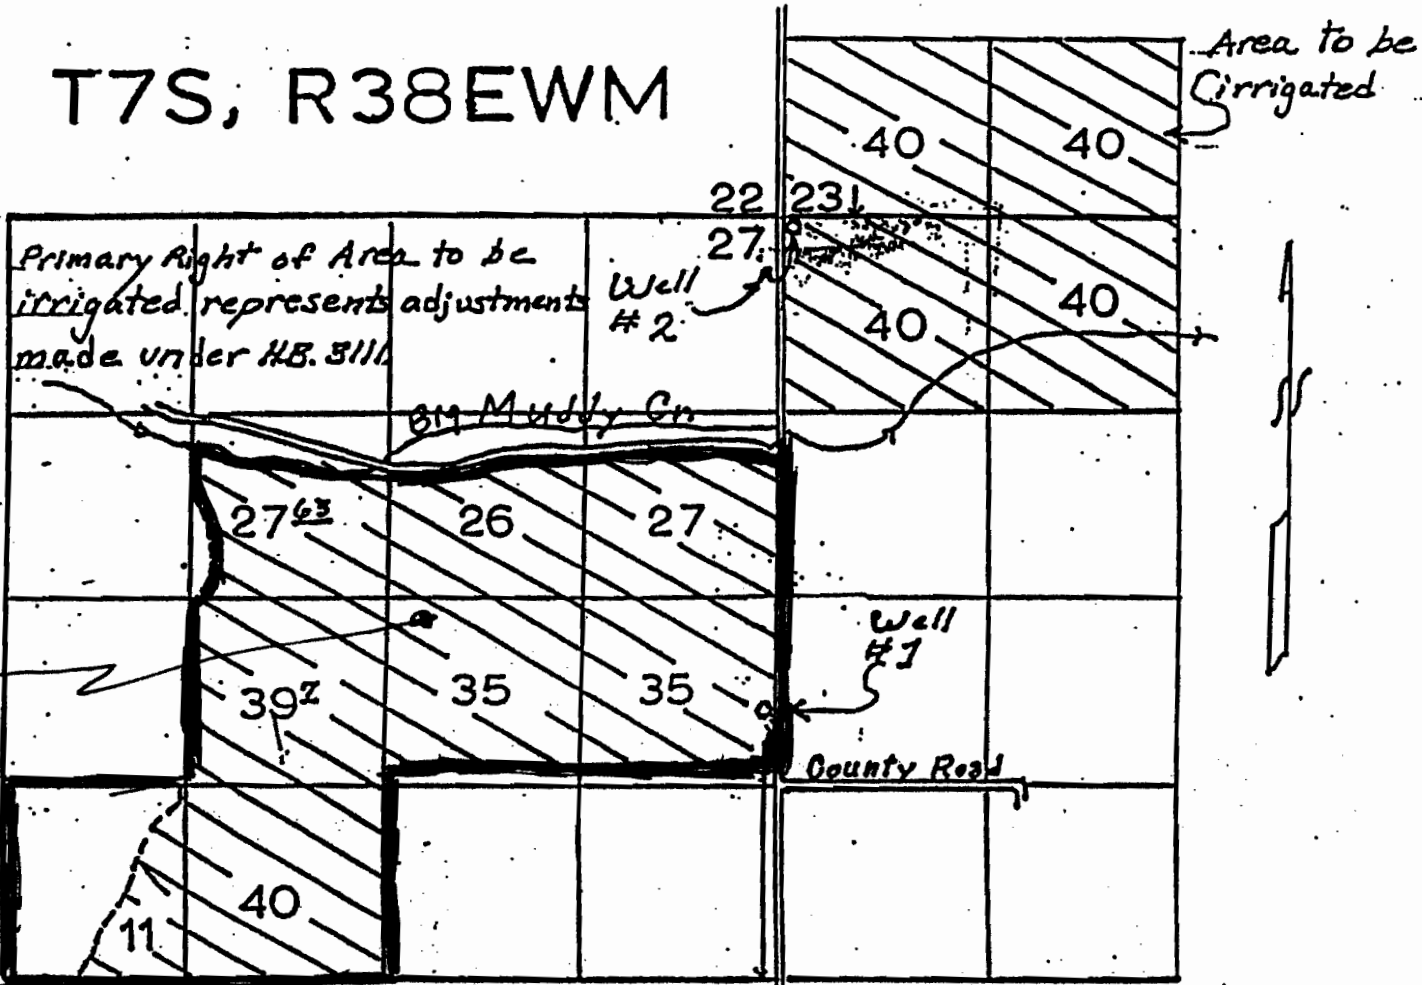 T7S, R38EWM
Area to be
irrigated
40 40
22 23
27
Primary Right of Area to be
irrigated represents adjustments
made under HB. 3111
Well
#2
40 40
Muddy Cr
27 63 26 27
Well
#1
39 7 35 35
County Road
40
11